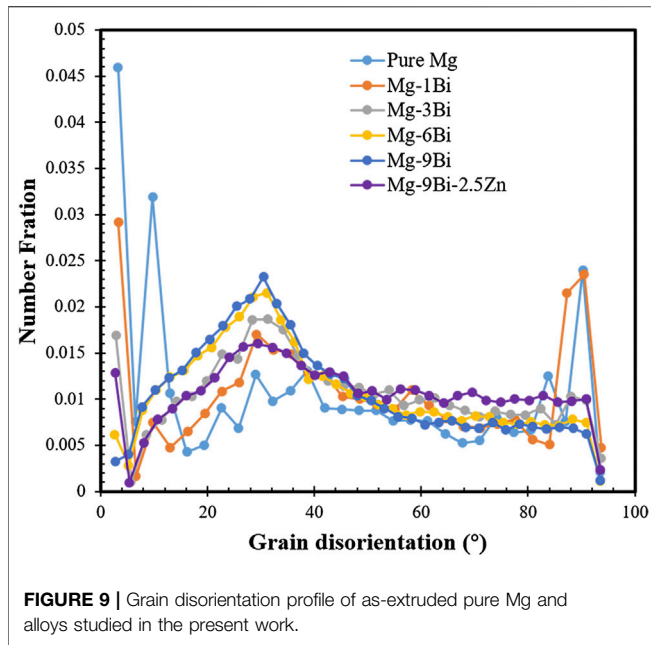 0.05
0.045
0.04
0.035
0.03
0.025
0.02
0.015
0.01
0.005
0
Number Fration
Pure Mg
Mg-1Bi
Mg-3Bi
Mg-6Bi
Mg-9Bi
Mg-9Bi-2.5Zn
0 20 40 60 80 100
Grain disorientation (°)
FIGURE 9 | Grain disorientation profile of as-extruded pure Mg and
alloys studied in the present work.